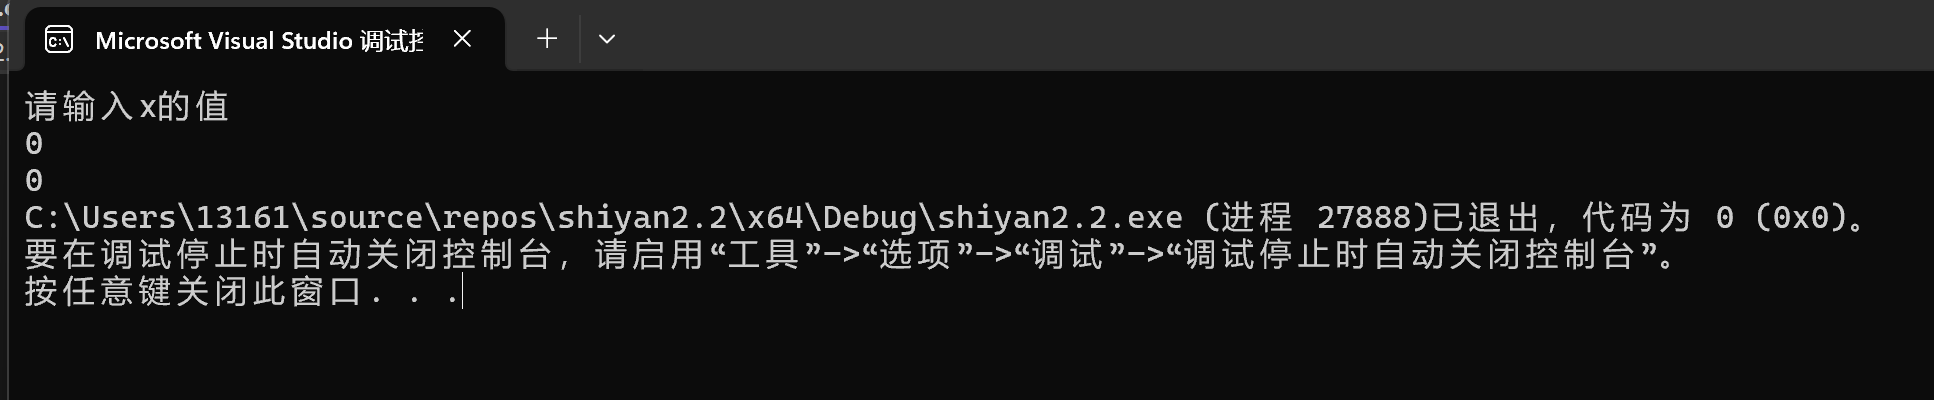 Microsoft Visual Studio 调试
请输入x的值
0
0
C:\Users\13161\source\repos\shiyan2.2\x64\Debug\shiyan2.2.exe (进程 27888)已退出，代码为 0 (0x0)。
要在调试停止时自动关闭控制台，请启用“工具”->“选项”->“调试”->“调试停止时自动关闭控制台”。
按任意键关闭此窗口. . .